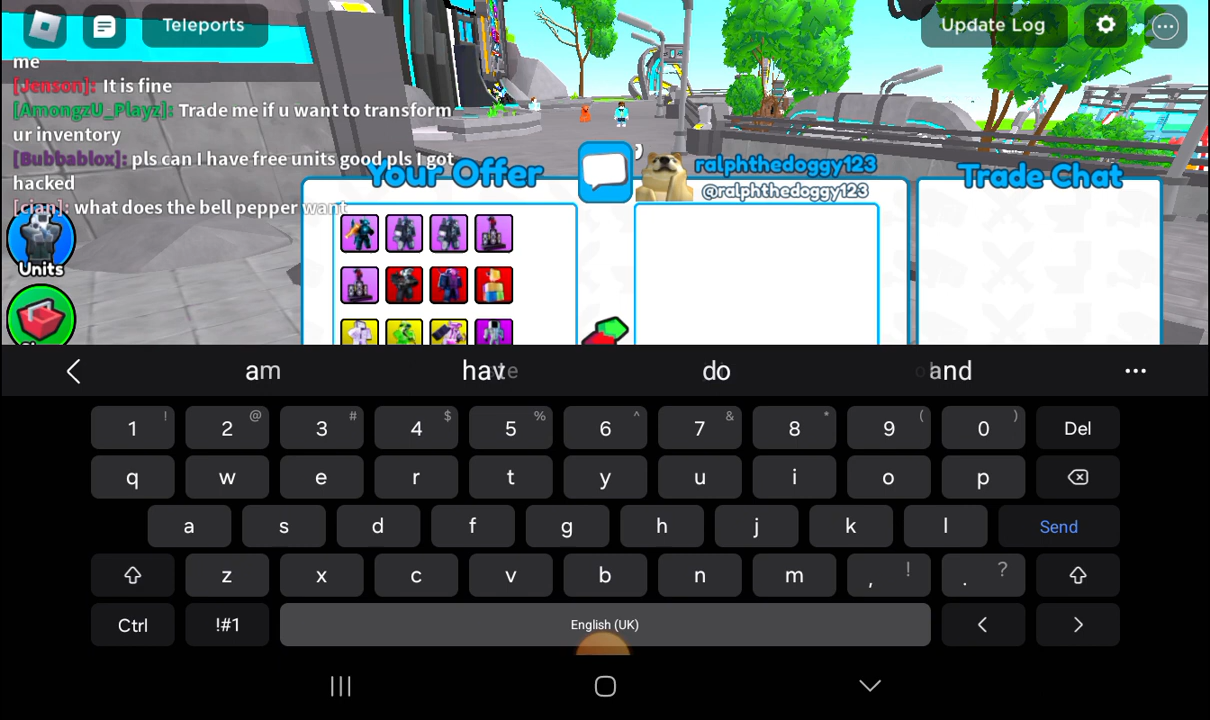 Teleports
Update Log
me
[Jenson]: It is fine
[AmongzU_Playz]: Trade me if u want to transform
ur inventory
[Bubbablox]: pls can I have free units good pls I got
hacked
[cian]: what does the bell pepper want
Units
Your Offer
ralphthedoggy123
@ralphthedoggy123
Trade Chat
am have do and
1 ! 2 @ 3 # 4 $ 5 % 6 ^ 7 & 8 * 9 ( 0 ) Del
q w e r t y u i o p
a s d f g h j k l Send
z x c v b n m , ! . ?
Ctrl !#1 English (UK) < >